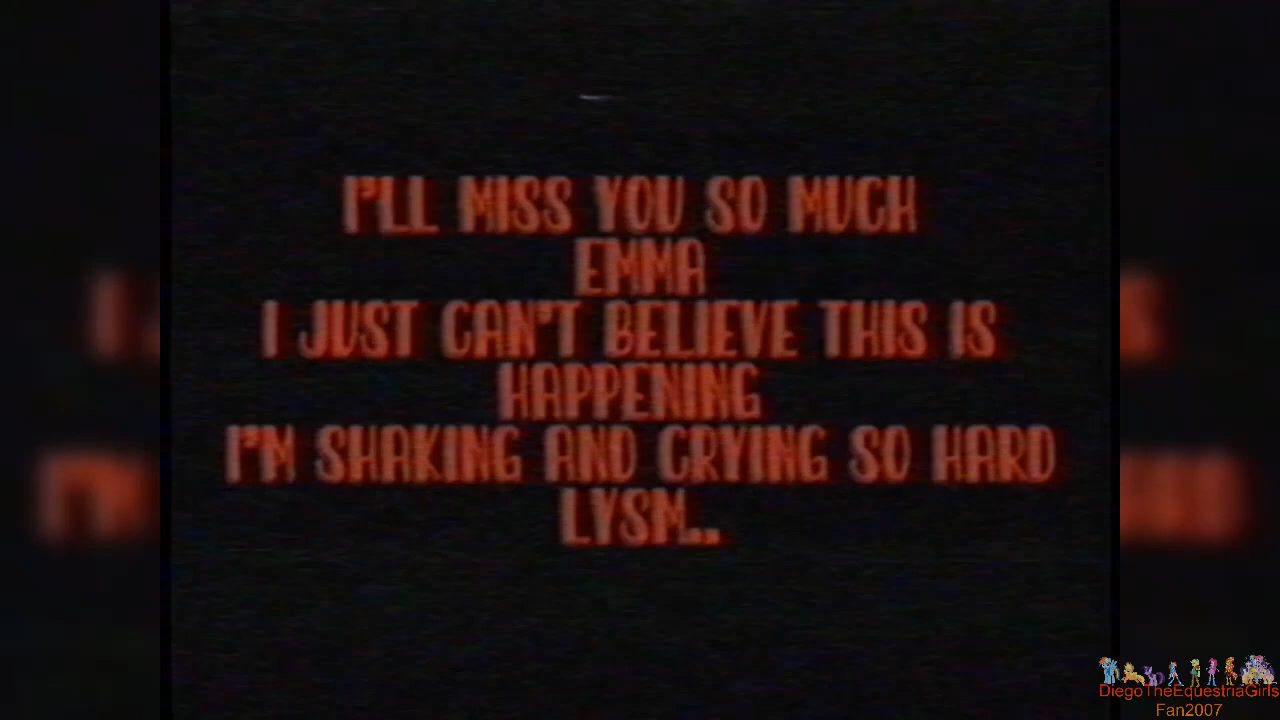 I'LL MISS YOU SO MUCH
EMMA
I JUST CAN'T BELIEVE THIS IS
HAPPENING
I'M SHAKING AND CRYING SO HARD
LYSM..
DiegoTheEquestriaGirls
Fan2007